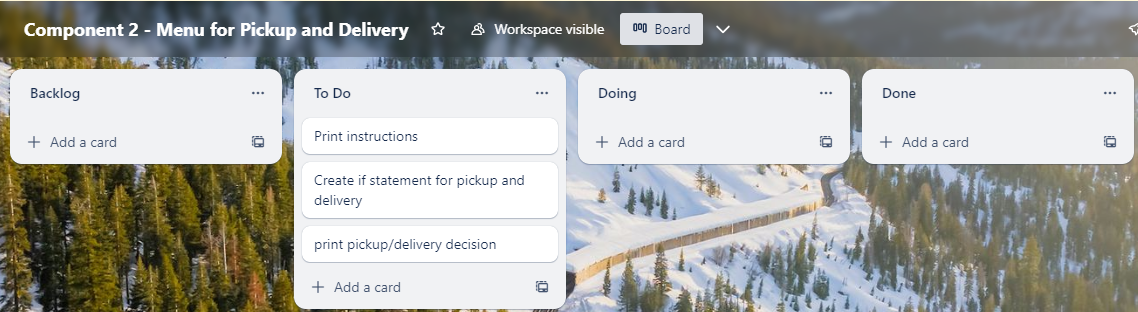 Component 2 - Menu for Pickup and Delivery
Workspace visible
Board
Backlog
Add a card
To Do
Print instructions
Create if statement for pickup and
delivery
print pickup/delivery decision
Add a card
Doing
Add a card
Done
Add a card